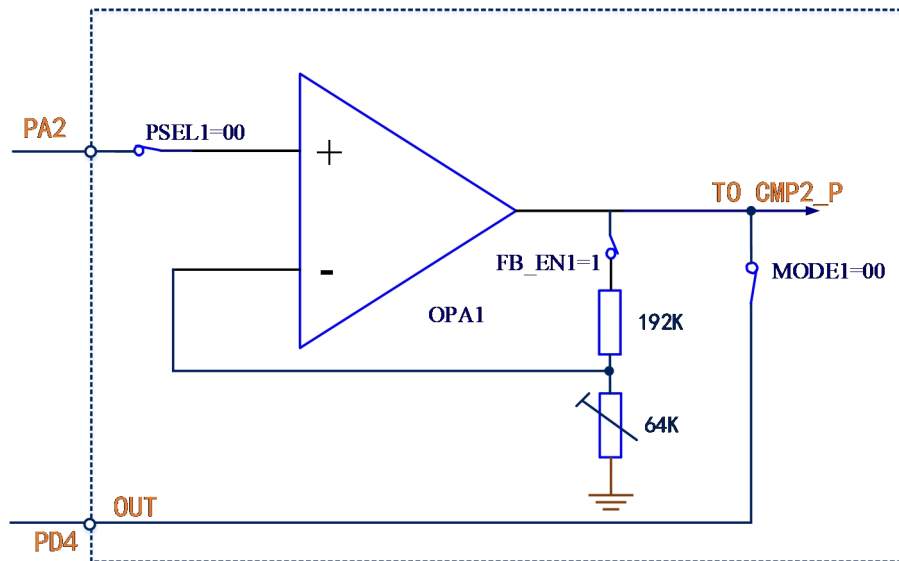 PA2
PSEL1=00
+
-
OPA1
TO CMP2_P
FB_EN1=1
MODE1=00
192K
64K
OUT
PD4